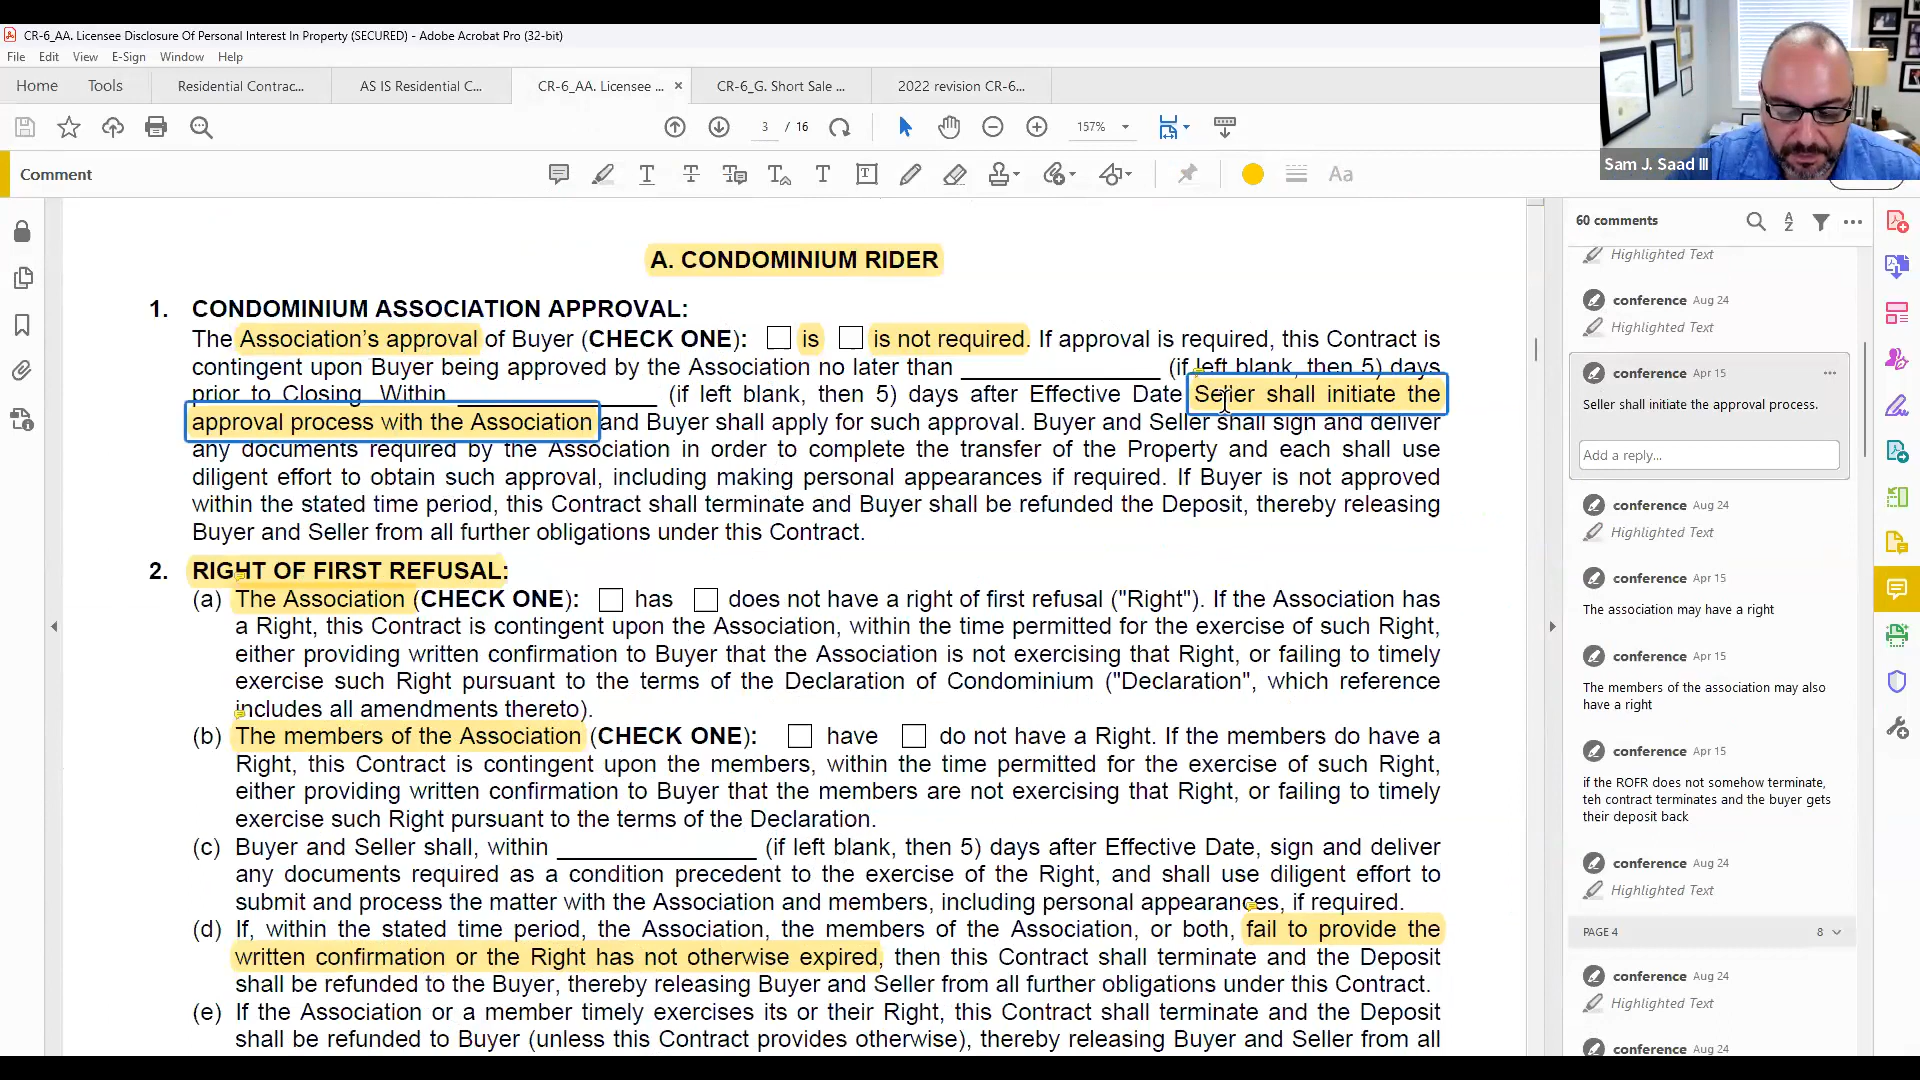 CR-6_AA. Licensee Disclosure Of Personal Interest In Property (SECURED) - Adobe Acrobat Pro (32-bit)
File Edit View E-Sign Window Help
Home Tools Residential Contrac... AS IS Residential C... CR-6_AA. Licensee ... × CR-6_G. Short Sale ... 2022 revision CR-6...
3 / 16 157%
Comment
Aa
Sam J. Saad III
A. CONDOMINIUM RIDER
1. CONDOMINIUM ASSOCIATION APPROVAL:
The Association's approval of Buyer (CHECK ONE): is is not required. If approval is required, this Contract is
contingent upon Buyer being approved by the Association no later than _______________ (if left blank, then 5) days
prior to Closing. Within _______________ (if left blank, then 5) days after Effective Date Seller shall initiate the
approval process with the Association and Buyer shall apply for such approval. Buyer and Seller shall sign and deliver
any documents required by the Association in order to complete the transfer of the Property and each shall use
diligent effort to obtain such approval, including making personal appearances if required. If Buyer is not approved
within the stated time period, this Contract shall terminate and Buyer shall be refunded the Deposit, thereby releasing
Buyer and Seller from all further obligations under this Contract.
2. RIGHT OF FIRST REFUSAL:
(a) The Association (CHECK ONE): has does not have a right of first refusal ("Right"). If the Association has
a Right, this Contract is contingent upon the Association, within the time permitted for the exercise of such Right,
either providing written confirmation to Buyer that the Association is not exercising that Right, or failing to timely
exercise such Right pursuant to the terms of the Declaration of Condominium ("Declaration", which reference
includes all amendments thereto).
(b) The members of the Association (CHECK ONE): have do not have a Right. If the members do have a
Right, this Contract is contingent upon the members, within the time permitted for the exercise of such Right,
either providing written confirmation to Buyer that the members are not exercising that Right, or failing to timely
exercise such Right pursuant to the terms of the Declaration.
(c) Buyer and Seller shall, within _______________ (if left blank, then 5) days after Effective Date, sign and deliver
any documents required as a condition precedent to the exercise of the Right, and shall use diligent effort to
submit and process the matter with the Association and members, including personal appearances, if required.
(d) If, within the stated time period, the Association, the members of the Association, or both, fail to provide the
written confirmation or the Right has not otherwise expired, then this Contract shall terminate and the Deposit
shall be refunded to the Buyer, thereby releasing Buyer and Seller from all further obligations under this Contract.
(e) If the Association or a member timely exercises its or their Right, this Contract shall terminate and the Deposit
shall be refunded to Buyer (unless this Contract provides otherwise), thereby releasing Buyer and Seller from all
60 comments
Highlighted Text
conference Aug 24
Highlighted Text
conference Apr 15
Seller shall initiate the approval process.
Add a reply...
conference Aug 24
Highlighted Text
conference Apr 15
The association may have a right
conference Apr 15
The members of the association may also
have a right
conference Apr 15
if the ROFR does not somehow terminate,
teh contract terminates and the buyer gets
their deposit back
conference Aug 24
Highlighted Text
PAGE 4 8
conference Aug 24
Highlighted Text
conference Aug 24